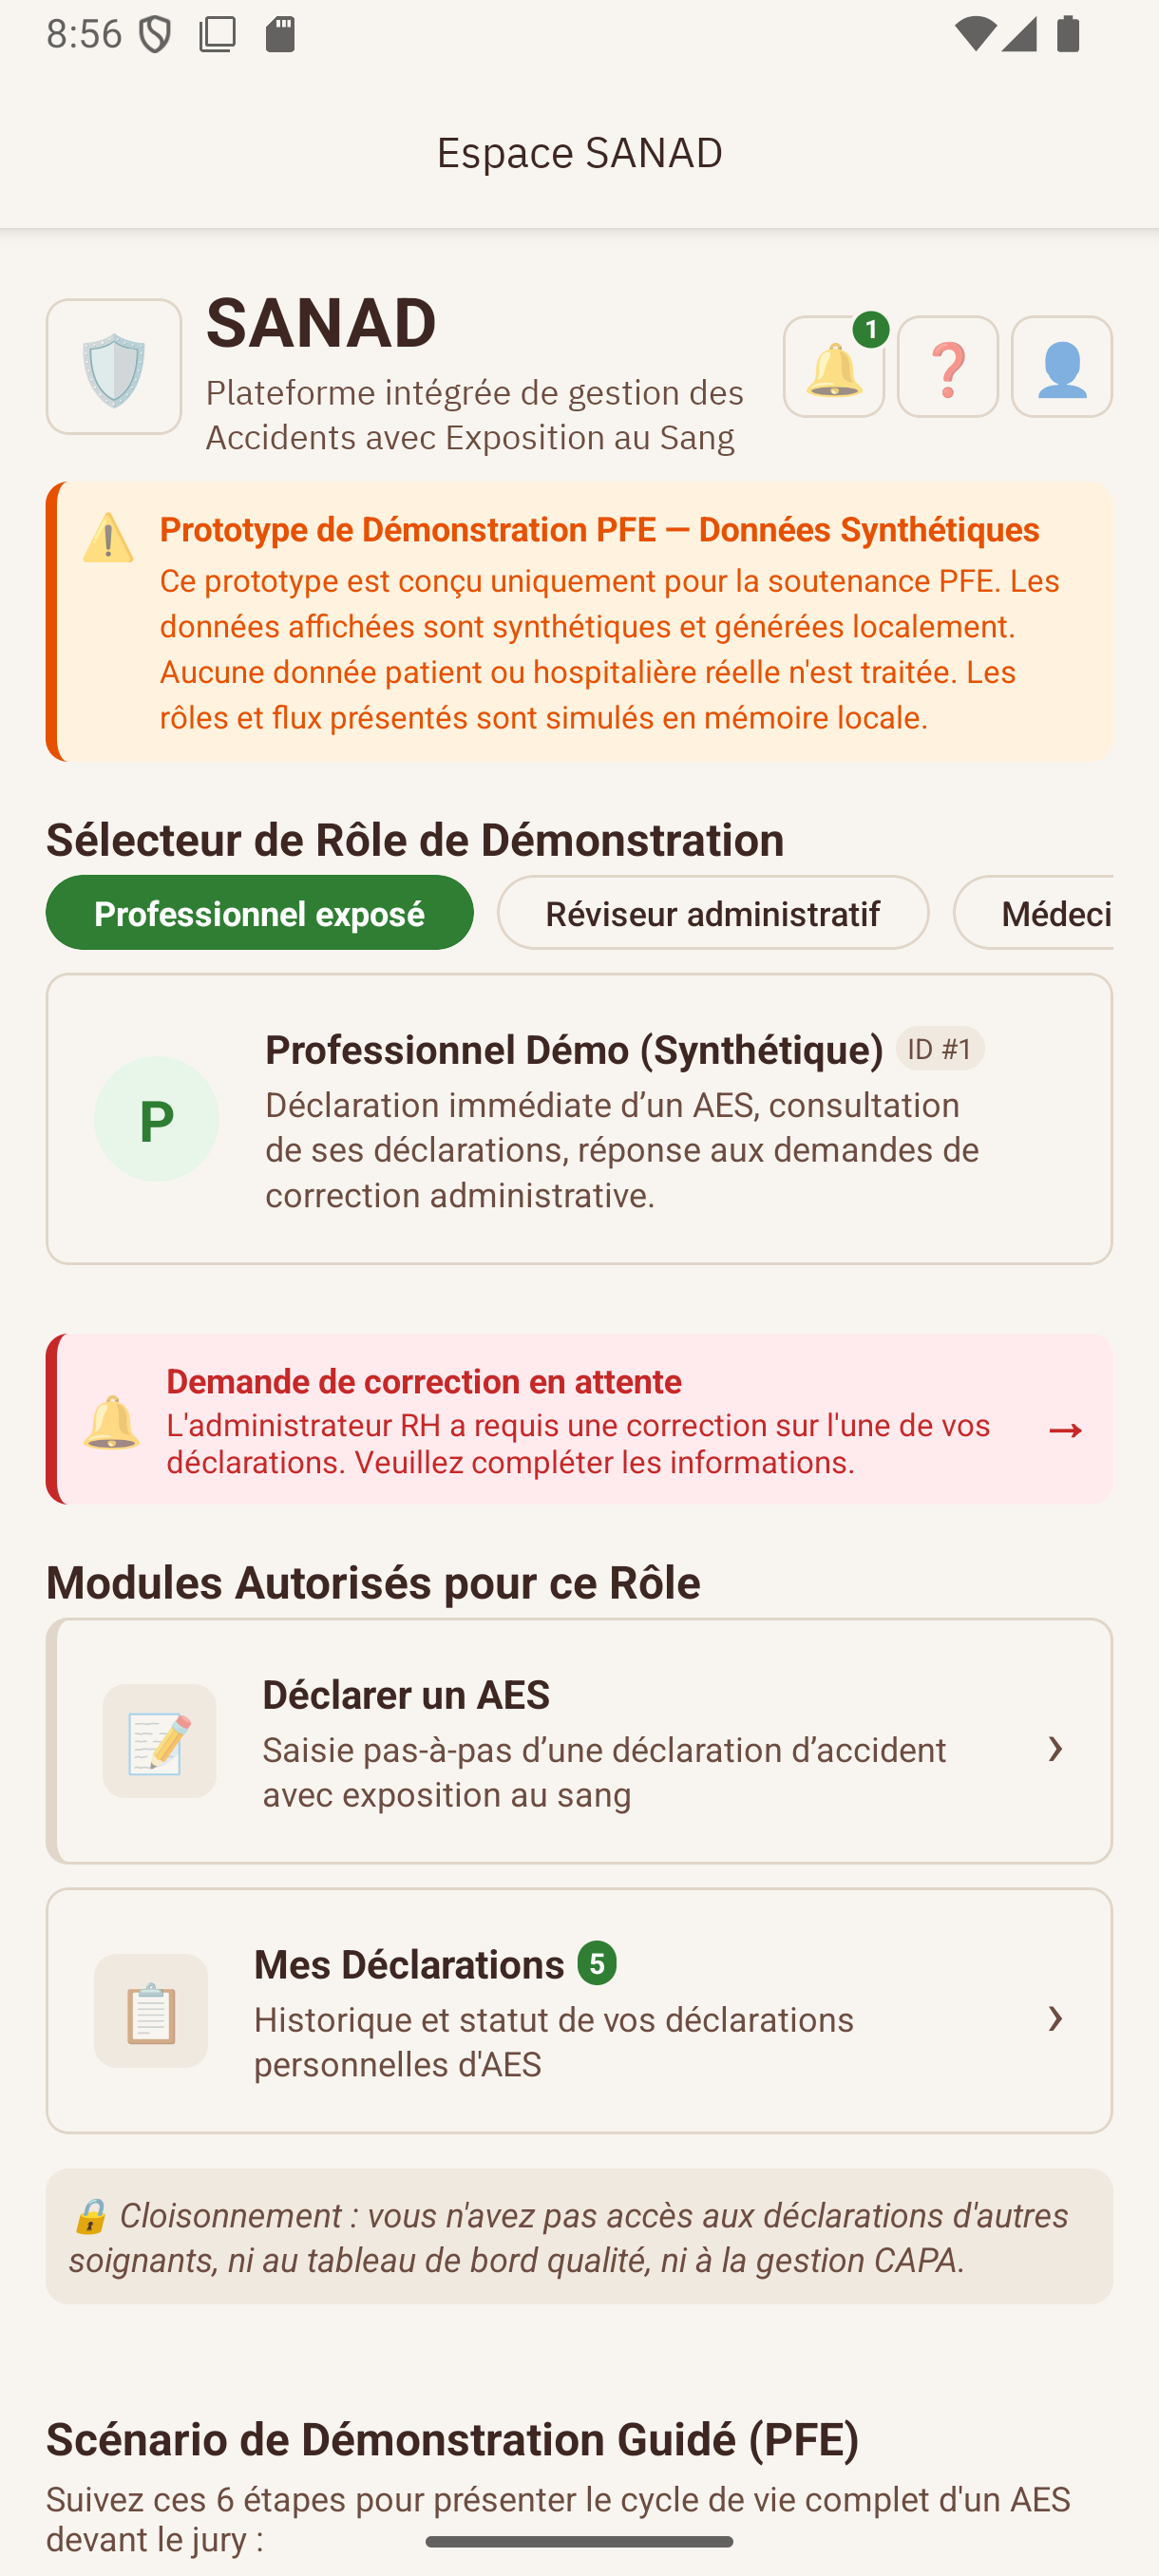 8:56
Espace SANAD
SANAD
Plateforme intégrée de gestion des
Accidents avec Exposition au Sang
1
Prototype de Démonstration PFE — Données Synthétiques
Ce prototype est conçu uniquement pour la soutenance PFE. Les
données affichées sont synthétiques et générées localement.
Aucune donnée patient ou hospitalière réelle n'est traitée. Les
rôles et flux présentés sont simulés en mémoire locale.
Sélecteur de Rôle de Démonstration
Professionnel exposé
Réviseur administratif
Médeci
P
Professionnel Démo (Synthétique) ID #1
Déclaration immédiate d’un AES, consultation
de ses déclarations, réponse aux demandes de
correction administrative.
Demande de correction en attente
L'administrateur RH a requis une correction sur l'une de vos
déclarations. Veuillez compléter les informations.
→
Modules Autorisés pour ce Rôle
Déclarer un AES
Saisie pas-à-pas d’une déclaration d’accident
avec exposition au sang
›
Mes Déclarations 5
Historique et statut de vos déclarations
personnelles d'AES
›
🔒 Cloisonnement : vous n'avez pas accès aux déclarations d'autres
soignants, ni au tableau de bord qualité, ni à la gestion CAPA.
Scénario de Démonstration Guidé (PFE)
Suivez ces 6 étapes pour présenter le cycle de vie complet d'un AES
devant le jury :